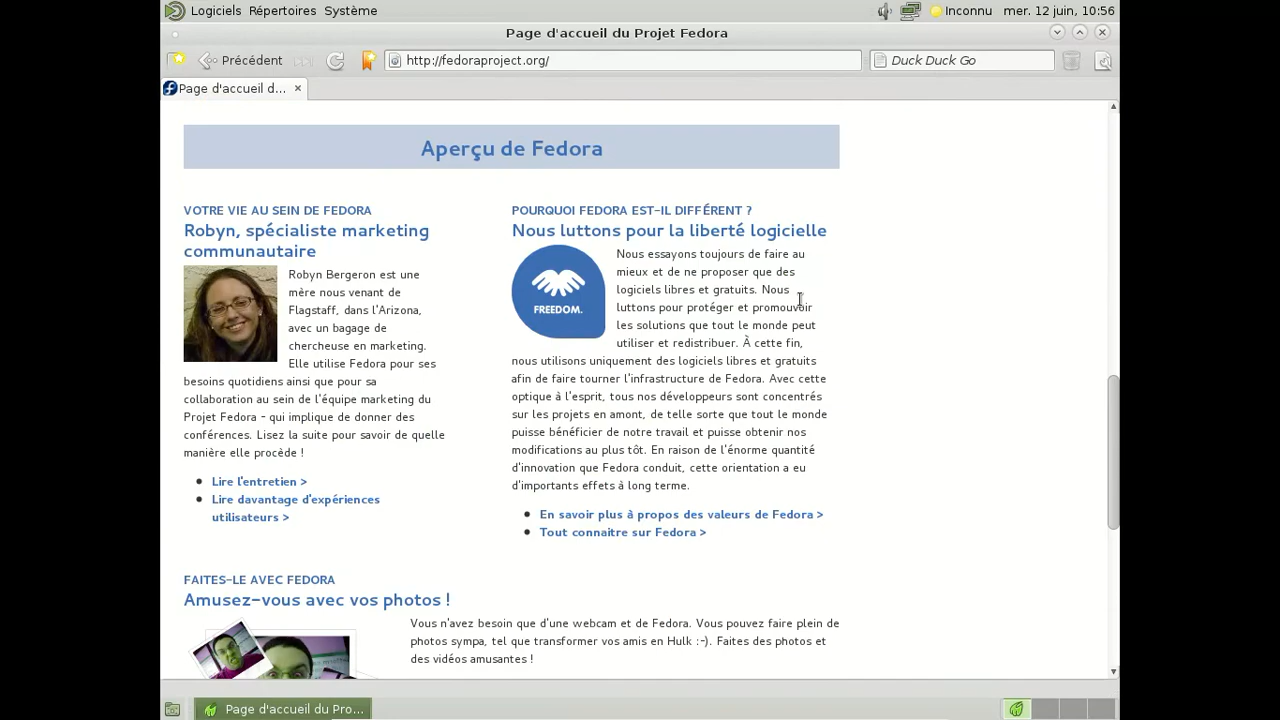 Logiciels Répertoires Système
Inconnu mer. 12 juin, 10:56
Page d'accueil du Projet Fedora
Précédent
http://fedoraproject.org/
Duck Duck Go
Page d'accueil d...
Aperçu de Fedora
VOTRE VIE AU SEIN DE FEDORA
Robyn, spécialiste marketing
communautaire
Robyn Bergeron est une
mère nous venant de
Flagstaff, dans l'Arizona,
avec un bagage de
chercheuse en marketing.
Elle utilise Fedora pour ses
besoins quotidiens ainsi que pour sa
collaboration au sein de l'équipe marketing du
Projet Fedora - qui implique de donner des
conférences. Lisez la suite pour savoir de quelle
manière elle procède !
Lire l'entretien >
Lire davantage d'expériences
utilisateurs >
POURQUOI FEDORA EST-IL DIFFÉRENT ?
Nous luttons pour la liberté logicielle
FREEDOM.
Nous essayons toujours de faire au
mieux et de ne proposer que des
logiciels libres et gratuits. Nous
luttons pour protéger et promouvoir
les solutions que tout le monde peut
utiliser et redistribuer. À cette fin,
nous utilisons uniquement des logiciels libres et gratuits
afin de faire tourner l'infrastructure de Fedora. Avec cette
optique à l'esprit, tous nos développeurs sont concentrés
sur les projets en amont, de telle sorte que tout le monde
puisse bénéficier de notre travail et puisse obtenir nos
modifications au plus tôt. En raison de l'énorme quantité
d'innovation que Fedora conduit, cette orientation a eu
d'importants effets à long terme.
En savoir plus à propos des valeurs de Fedora >
Tout connaitre sur Fedora >
FAITES-LE AVEC FEDORA
Amusez-vous avec vos photos !
Vous n'avez besoin que d'une webcam et de Fedora. Vous pouvez faire plein de
photos sympa, tel que transformer vos amis en Hulk :-). Faites des photos et
des vidéos amusantes !
Page d'accueil du Pro...